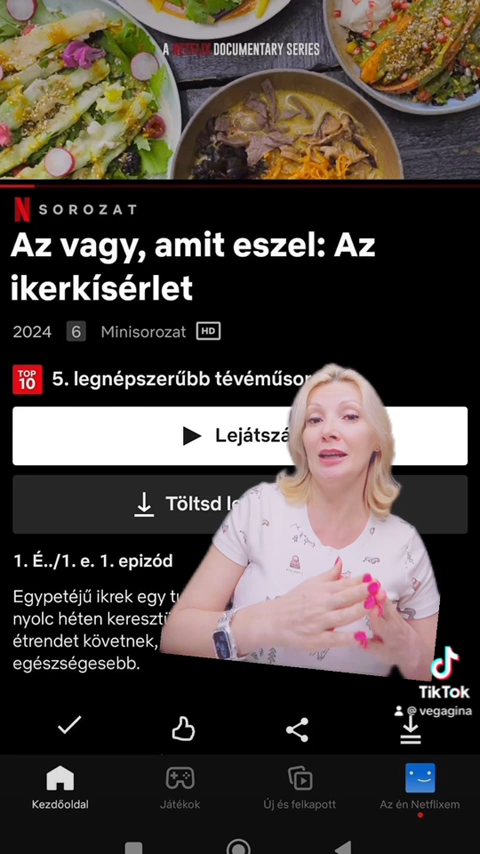 A NETFLIX DOCUMENTARY SERIES
N SOROZAT
Az vagy, amit eszel: Az
ikerkísérlet
2024 6 Minisorozat HD
TOP
10
5. legnépszerűbb tévéműsor
Lejátszá
Töltsd le
1. É../1. e. 1. epizód
Egypetéjű ikrek egy
nyolc héten keresztü
étrendet követnek,
egészségesebb.
TikTok
@ vegagina
Kezdőoldal
Játékok
Új és felkapott
Az én Netflixem